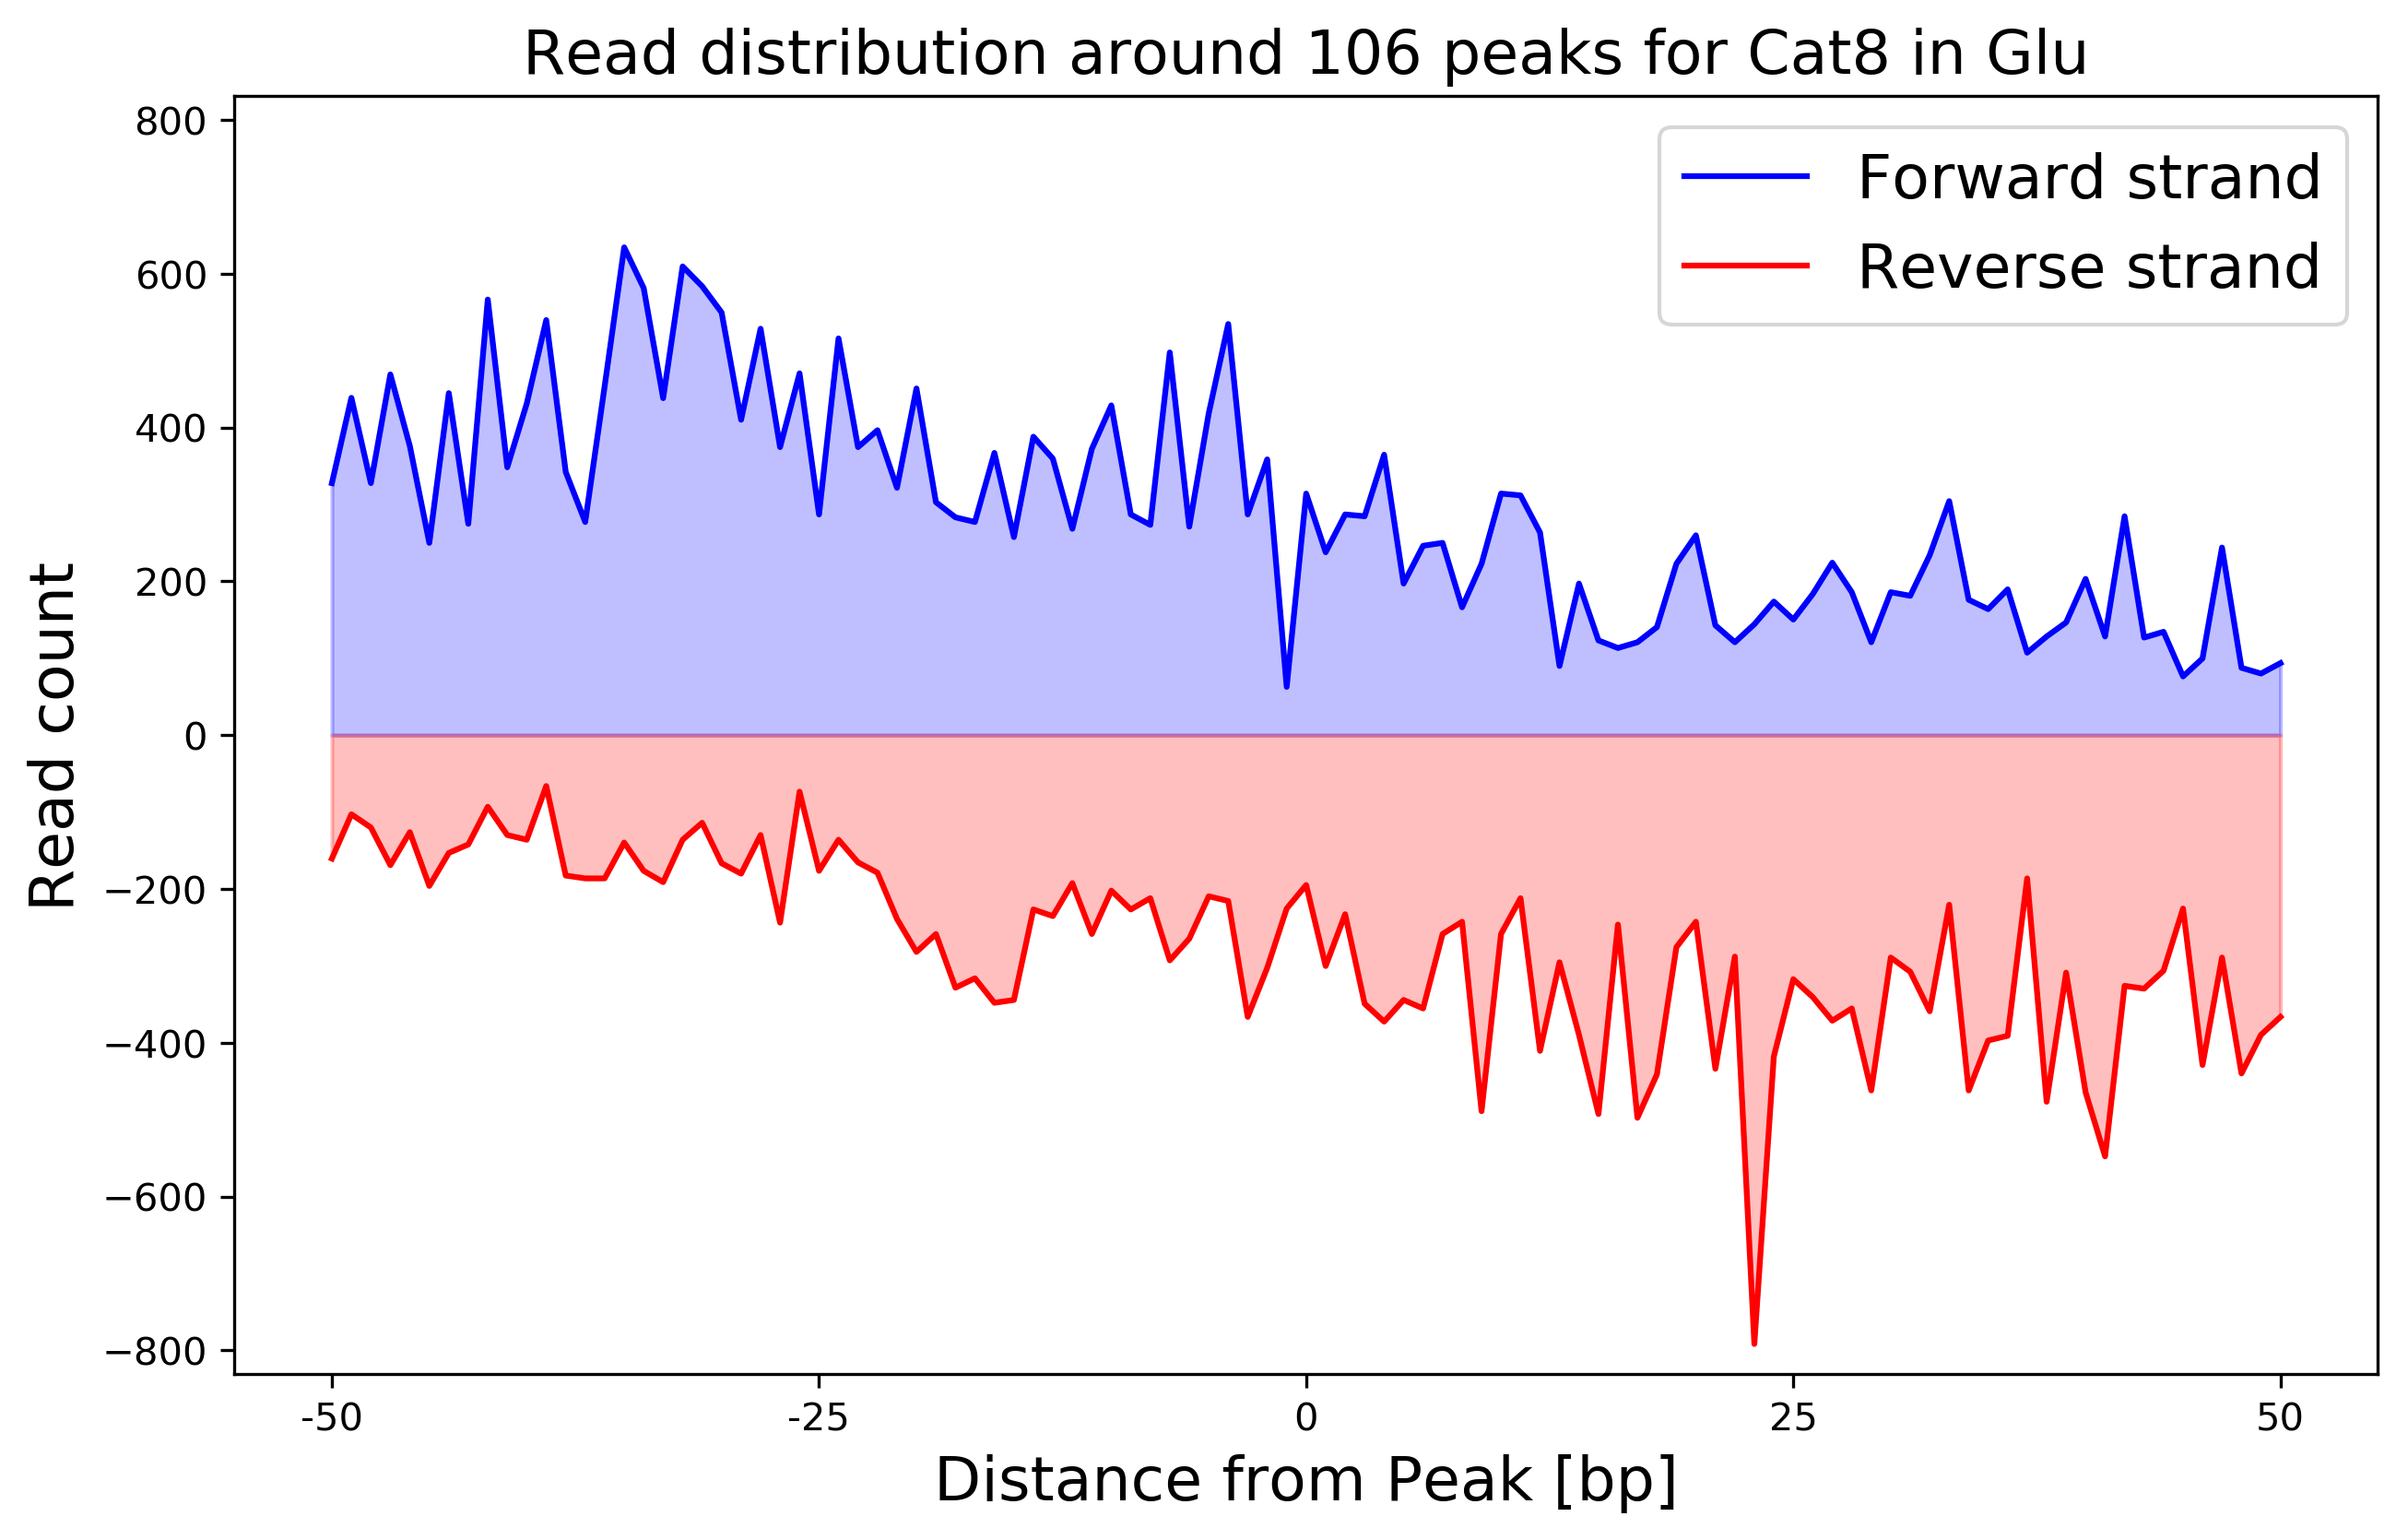 Read distribution around 106 peaks for Cat8 in Glu
Forward strand
Reverse strand
Read count
800
600
400
200
0
−200
−400
−600
−800
-50
-25
0
25
50
Distance from Peak [bp]